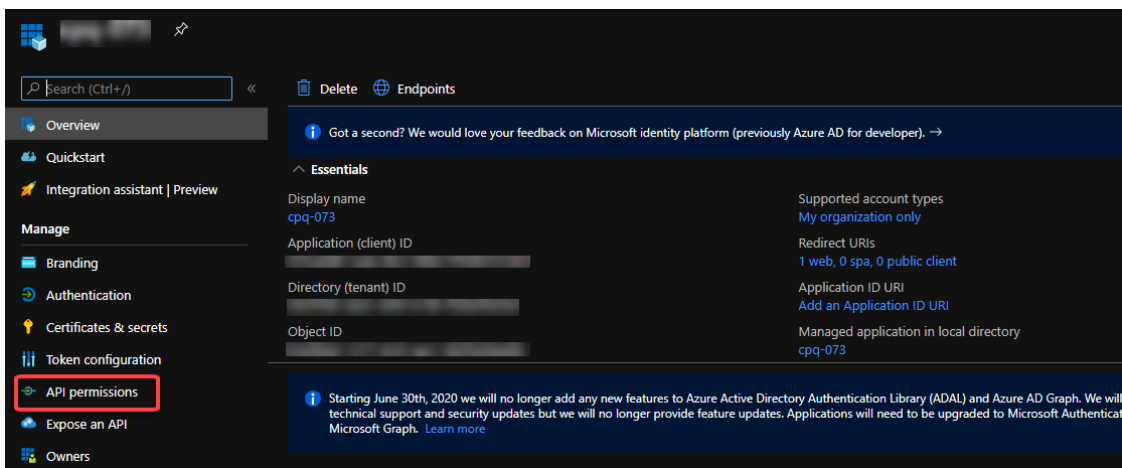 Search (Ctrl+/)
«
Overview
Quickstart
Integration assistant | Preview
Manage
Branding
Authentication
Certificates & secrets
Token configuration
API permissions
Expose an API
Owners
Delete
Endpoints
Got a second? We would love your feedback on Microsoft identity platform (previously Azure AD for developer). →
Essentials
Display name
cpq-073
Application (client) ID
Directory (tenant) ID
Object ID
Supported account types
My organization only
Redirect URIs
1 web, 0 spa, 0 public client
Application ID URI
Add an Application ID URI
Managed application in local directory
cpq-073
Starting June 30th, 2020 we will no longer add any new features to Azure Active Directory Authentication Library (ADAL) and Azure AD Graph. We will
technical support and security updates but we will no longer provide feature updates. Applications will need to be upgraded to Microsoft Authenticat
Microsoft Graph. Learn more